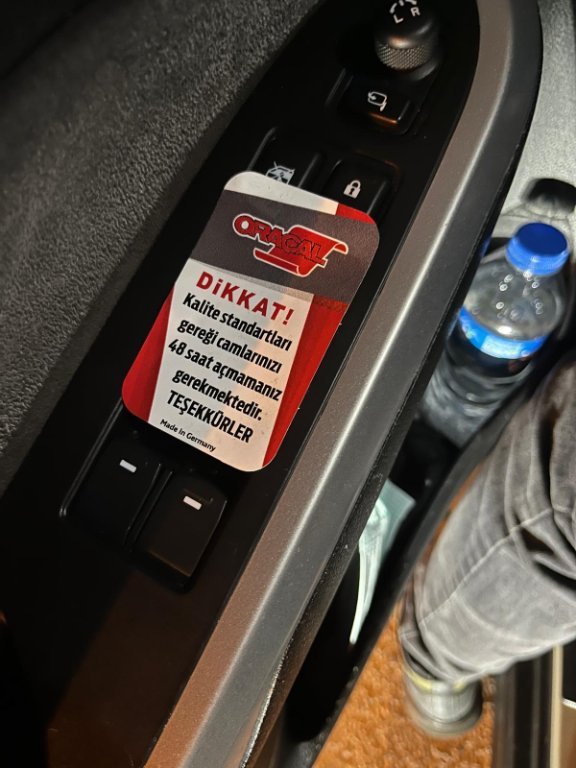 L R
ORACAL
DİKKAT!
Kalite standartları
gereği camlarınızı
48 saat açmamanız
gerekmektedir.
TEŞEKKÜRLER
Made in Germany